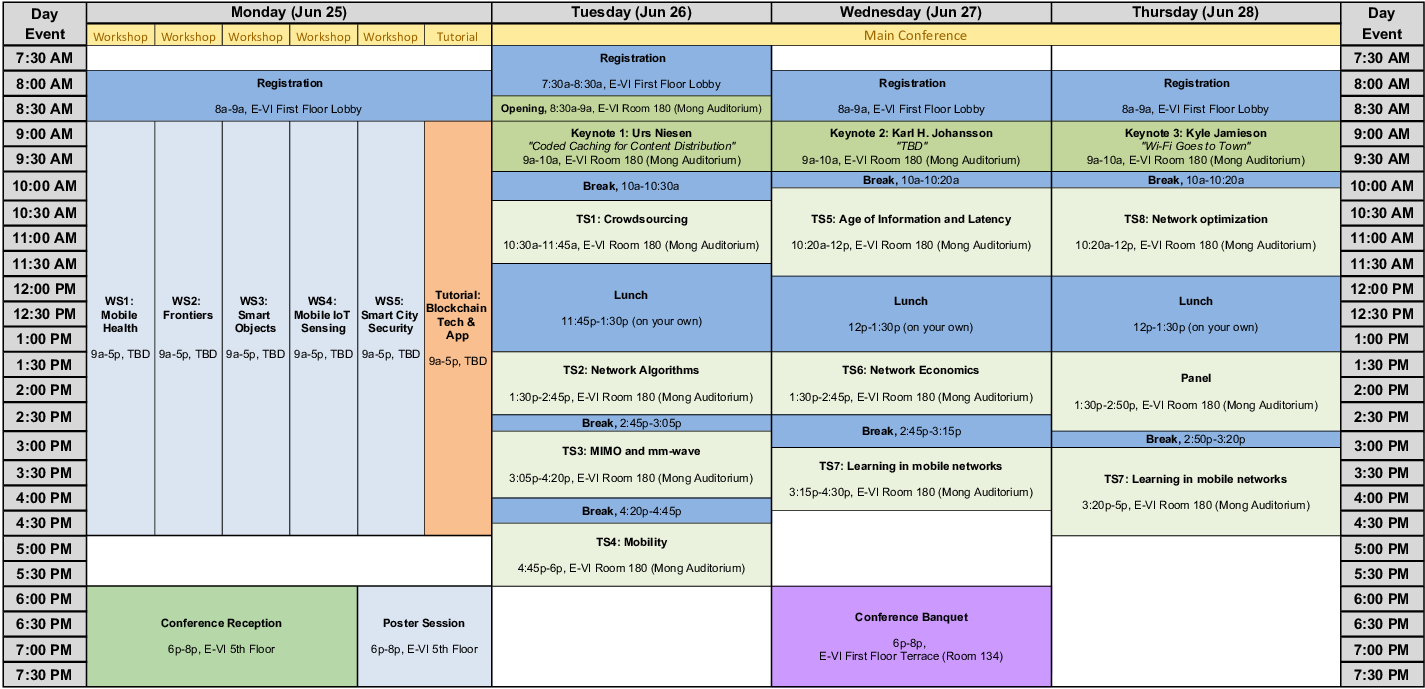 Day
Event
Monday (Jun 25)
Tuesday (Jun 26)
Wednesday (Jun 27)
Thursday (Jun 28)
Day
Event
Workshop
Workshop
Workshop
Workshop
Workshop
Tutorial
Main Conference
7:30 AM
8:00 AM
8:30 AM
9:00 AM
9:30 AM
10:00 AM
10:30 AM
11:00 AM
11:30 AM
12:00 PM
12:30 PM
1:00 PM
1:30 PM
2:00 PM
2:30 PM
3:00 PM
3:30 PM
4:00 PM
4:30 PM
5:00 PM
5:30 PM
6:00 PM
6:30 PM
7:00 PM
7:30 PM
Registration
8a-9a, E-VI First Floor Lobby
WS1:
Mobile
Health
9a-5p, TBD
WS2:
Frontiers
9a-5p, TBD
WS3:
Smart
Objects
9a-5p, TBD
WS4:
Mobile IoT
Sensing
9a-5p, TBD
WS5:
Smart City
Security
9a-5p, TBD
Tutorial:
Blockchain
Tech &
App
9a-5p, TBD
Conference Reception
6p-8p, E-VI 5th Floor
Poster Session
6p-8p, E-VI 5th Floor
Registration
7:30a-8:30a, E-VI First Floor Lobby
Opening, 8:30a-9a, E-VI Room 180 (Mong Auditorium)
Keynote 1: Urs Niesen
"Coded Caching for Content Distribution"
9a-10a, E-VI Room 180 (Mong Auditorium)
Break, 10a-10:30a
TS1: Crowdsourcing
10:30a-11:45a, E-VI Room 180 (Mong Auditorium)
Lunch
11:45p-1:30p (on your own)
TS2: Network Algorithms
1:30p-2:45p, E-VI Room 180 (Mong Auditorium)
Break, 2:45p-3:05p
TS3: MIMO and mm-wave
3:05p-4:20p, E-VI Room 180 (Mong Auditorium)
Break, 4:20p-4:45p
TS4: Mobility
4:45p-6p, E-VI Room 180 (Mong Auditorium)
Registration
8a-9a, E-VI First Floor Lobby
Keynote 2: Karl H. Johansson
"TBD"
9a-10a, E-VI Room 180 (Mong Auditorium)
Break, 10a-10:20a
TS5: Age of Information and Latency
10:20a-12p, E-VI Room 180 (Mong Auditorium)
Lunch
12p-1:30p (on your own)
TS6: Network Economics
1:30p-2:45p, E-VI Room 180 (Mong Auditorium)
Break, 2:45p-3:15p
TS7: Learning in mobile networks
3:15p-4:30p, E-VI Room 180 (Mong Auditorium)
Conference Banquet
6p-8p,
E-VI First Floor Terrace (Room 134)
Registration
8a-9a, E-VI First Floor Lobby
Keynote 3: Kyle Jamieson
"Wi-Fi Goes to Town"
9a-10a, E-VI Room 180 (Mong Auditorium)
Break, 10a-10:20a
TS8: Network optimization
10:20a-12p, E-VI Room 180 (Mong Auditorium)
Lunch
12p-1:30p (on your own)
Panel
1:30p-2:50p, E-VI Room 180 (Mong Auditorium)
Break, 2:50p-3:20p
TS7: Learning in mobile networks
3:20p-5p, E-VI Room 180 (Mong Auditorium)
7:30 AM
8:00 AM
8:30 AM
9:00 AM
9:30 AM
10:00 AM
10:30 AM
11:00 AM
11:30 AM
12:00 PM
12:30 PM
1:00 PM
1:30 PM
2:00 PM
2:30 PM
3:00 PM
3:30 PM
4:00 PM
4:30 PM
5:00 PM
5:30 PM
6:00 PM
6:30 PM
7:00 PM
7:30 PM